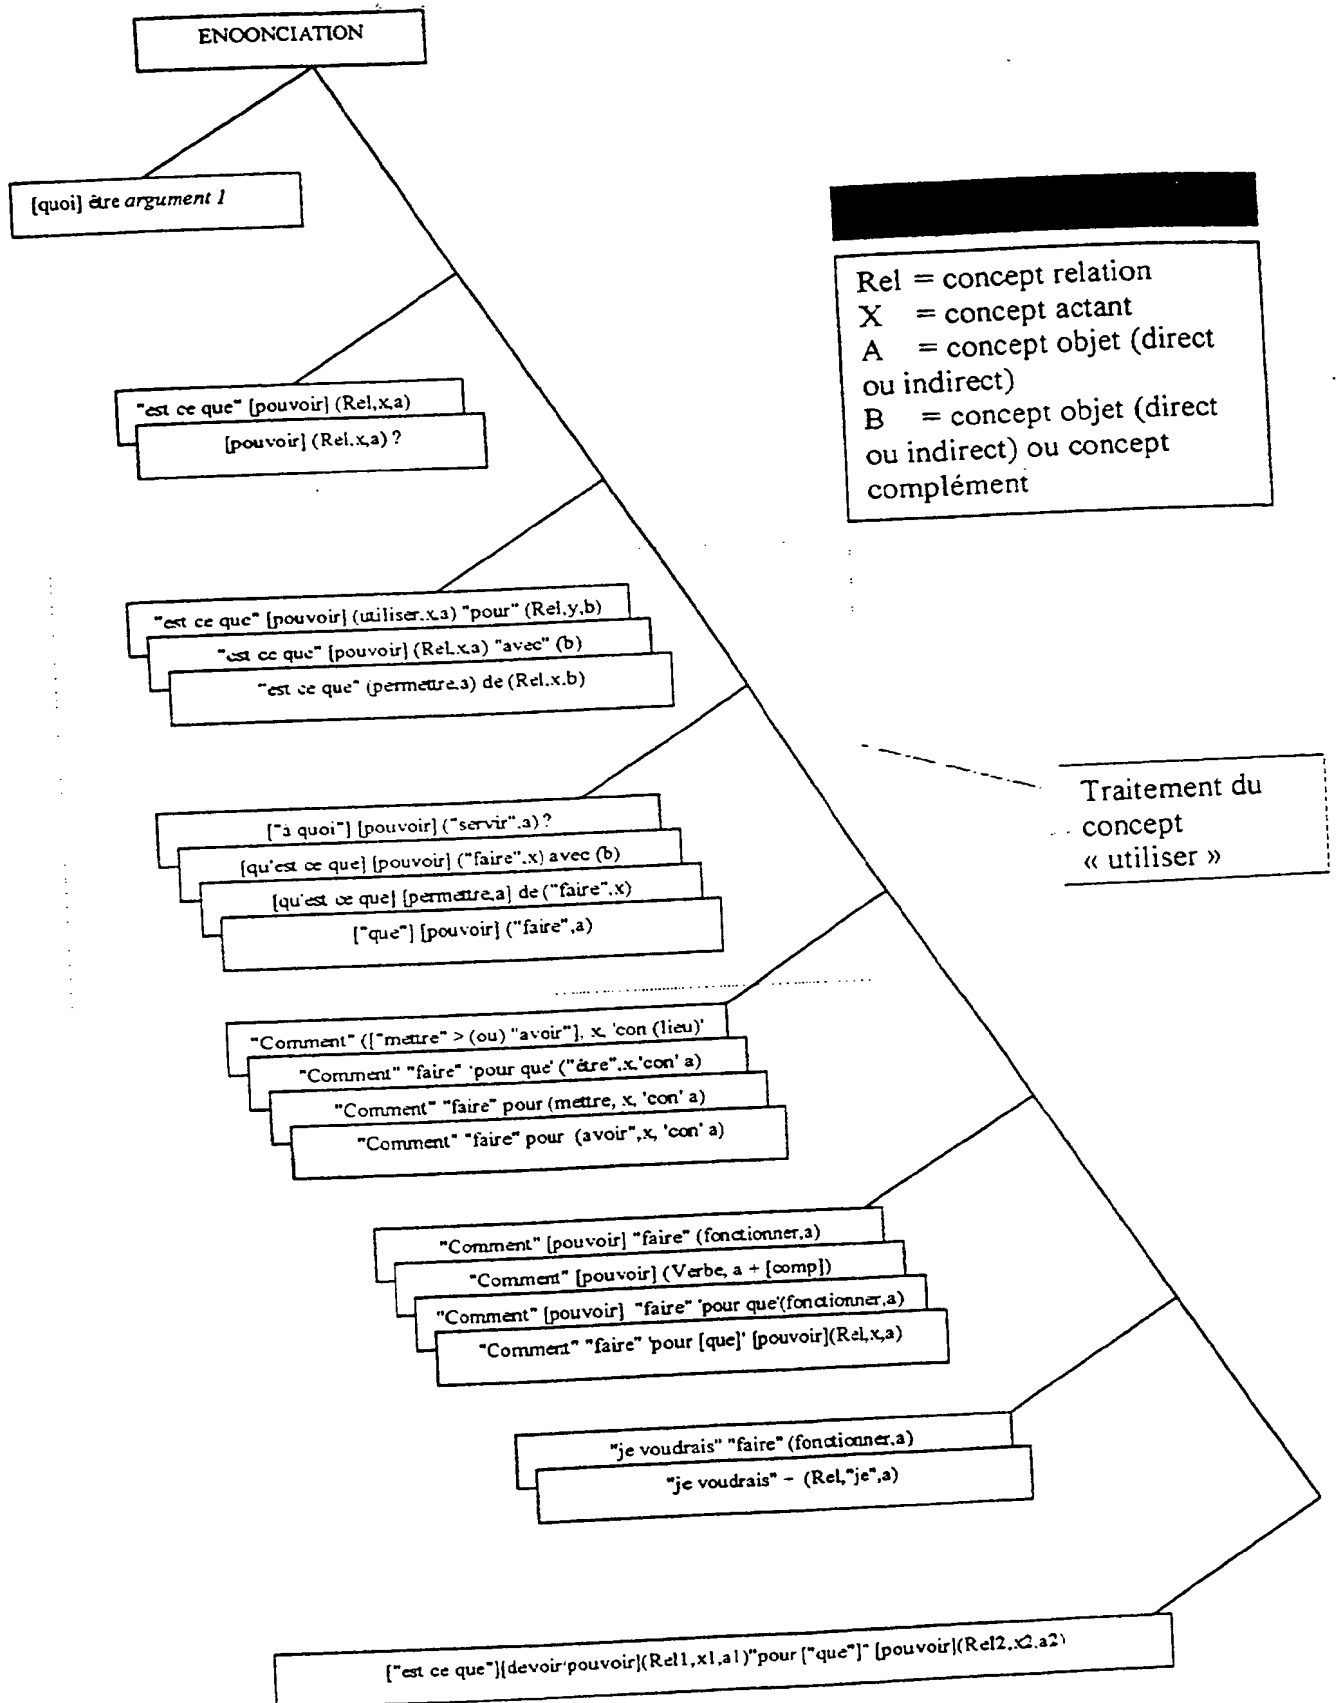 ENOONCIATION
[quoi] être argument 1
Rel = concept relation
X = concept actant
A = concept objet (direct
ou indirect)
B = concept objet (direct
ou indirect) ou concept
complément
"est ce que" [pouvoir] (Rel,x,a)
[pouvoir] (Rel.x,a) ?
"est ce que" [pouvoir] (utiliser.x,a) "pour" (Rel,y,b)
"est ce que" [pouvoir] (Rel.x,a) "avec" (b)
"est ce que" (permettre,a) de (Rel.x.b)
Traitement du
concept
« utiliser »
["à quoi"] [pouvoir] ("servir".a) ?
[qu'est ce que] [pouvoir] ("faire".x) avec (b)
[qu'est ce que] [permettre,a] de ("faire".x)
["que"] [pouvoir] ("faire",a)
"Comment" (["mettre" > (ou) "avoir"], x, 'con (lieu)'
"Comment" "faire" 'pour que' ("être".x,'con' a)
"Comment" "faire" pour (mettre, x, 'con' a)
"Comment" "faire" pour (avoir",x, 'con' a)
"Comment" [pouvoir] "faire" (fonctionner,a)
"Comment" [pouvoir] (Verbe, a + [comp])
"Comment" [pouvoir] "faire" 'pour que'(fonctionner,a)
"Comment" "faire" 'pour [que]' [pouvoir](Rel,x,a)
"je voudrais" "faire" (fonctionner,a)
"je voudrais" - (Rel,"je",a)
["est ce que"][devoir/pouvoir](Rel1,x1,a1)"pour ["que"]" [pouvoir](Rel2,x2,a2)